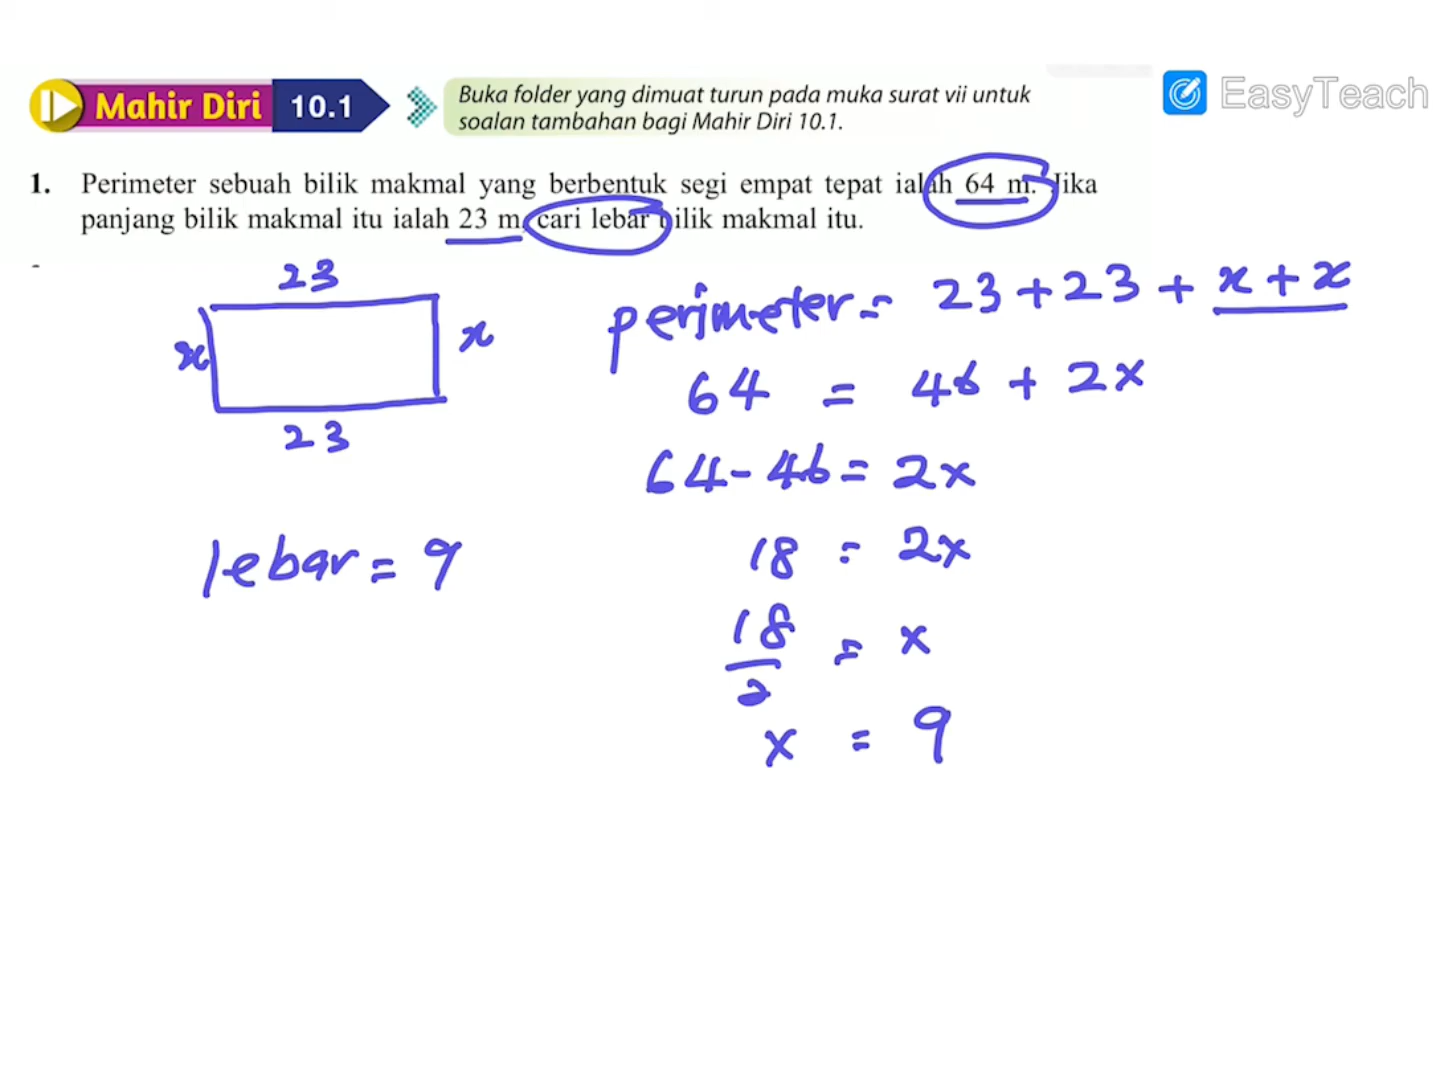 Mahir Diri 10.1
Buka folder yang dimuat turun pada muka surat vii untuk
soalan tambahan bagi Mahir Diri 10.1.
EasyTeach
1. Perimeter sebuah bilik makmal yang berbentuk segi empat tepat ialah 64 m. Jika
panjang bilik makmal itu ialah 23 m, cari lebar bilik makmal itu.
23
x
x
23
lebar = 9
perimeter = 23 + 23 + x + x
64 = 46 + 2x
64 - 46 = 2x
18 = 2x
18/2 = x
x = 9